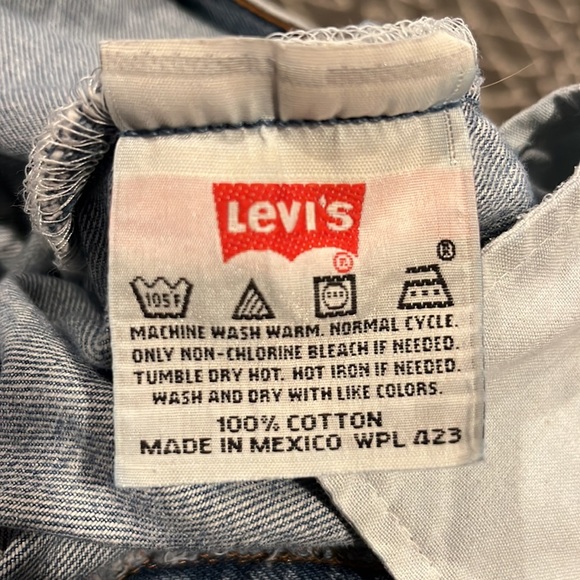 Levi's
®
®
105F
MACHINE WASH WARM. NORMAL CYCLE.
ONLY NON-CHLORINE BLEACH IF NEEDED.
TUMBLE DRY HOT. HOT IRON IF NEEDED.
WASH AND DRY WITH LIKE COLORS.
100% COTTON
MADE IN MEXICO WPL 423